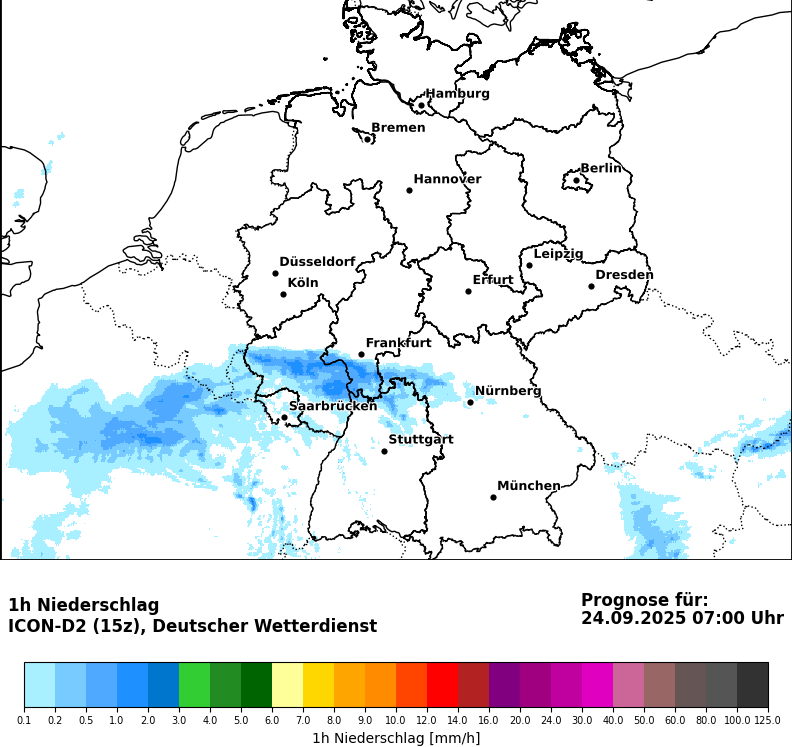 Hamburg
Bremen
Berlin
Hannover
Leipzig
Düsseldorf
Dresden
Köln
Erfurt
Frankfurt
Nürnberg
Saarbrücken
Stuttgart
München
1h Niederschlag
ICON-D2 (15z), Deutscher Wetterdienst
Prognose für:
24.09.2025 07:00 Uhr
0.1 0.2 0.5 1.0 2.0 3.0 4.0 5.0 6.0 7.0 8.0 9.0 10.0 12.0 14.0 16.0 20.0 24.0 30.0 40.0 50.0 60.0 80.0 100.0 125.0
1h Niederschlag [mm/h]